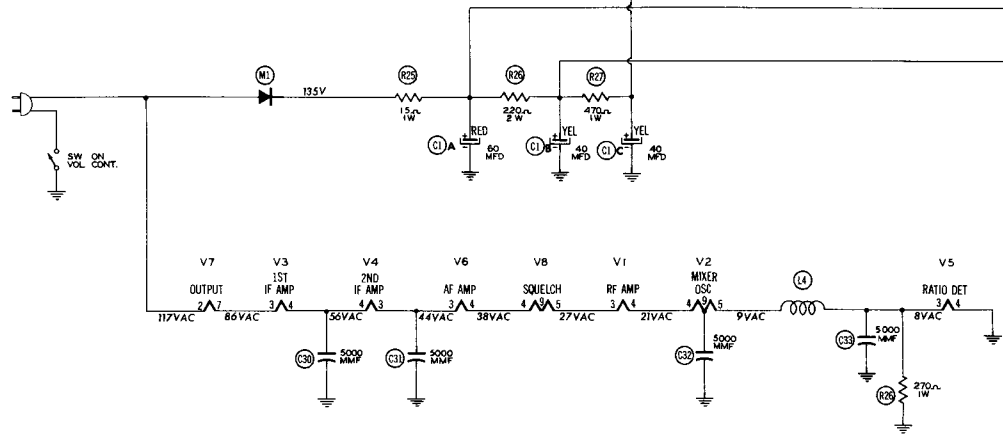 M1
135V
R25
15Ω
1W
R26
220Ω
2W
R27
470Ω
1W
RED
C1 A
60
MFD
YEL
C1 B
40
MFD
YEL
C1 C
40
MFD
SW ON
VOL CONT.
V7
OUTPUT
2 7
V3
1ST
IF AMP
3 4
V4
2ND
IF AMP
4 3
V6
AF AMP
3 4
V8
SQUELCH
4 9 5
V1
RF AMP
3 4
V2
MIXER
OSC
4 9 5
L4
V5
RATIO DET
3 4
117VAC
86VAC
56VAC
44VAC
38VAC
27VAC
21VAC
9VAC
8VAC
C30
5000
MMF
C31
5000
MMF
C32
5000
MMF
C33
5000
MMF
R26
270Ω
1W